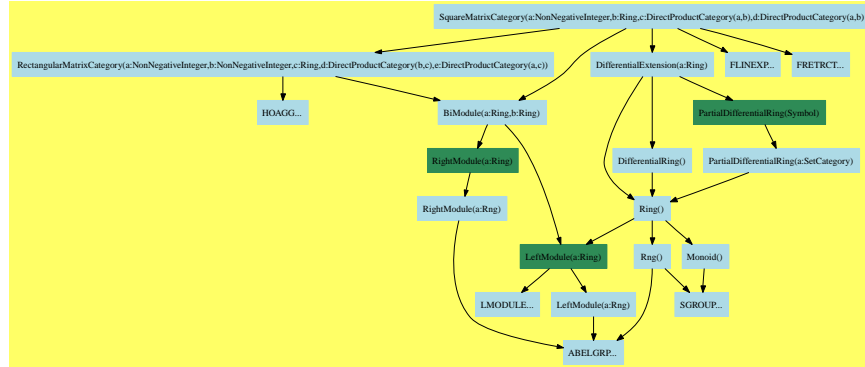 SquareMatrixCategory(a:NonNegativeInteger,b:Ring,c:DirectProductCategory(a,b),d:DirectProductCategory(a,b)
RectangularMatrixCategory(a:NonNegativeInteger,b:NonNegativeInteger,c:Ring,d:DirectProductCategory(b,c),e:DirectProductCategory(a,c))
DifferentialExtension(a:Ring)
FLINEXP...
FRETRCT...
HOAGG...
BiModule(a:Ring,b:Ring)
PartialDifferentialRing(Symbol)
RightModule(a:Ring)
DifferentialRing()
PartialDifferentialRing(a:SetCategory)
RightModule(a:Rng)
Ring()
LeftModule(a:Ring)
Rng()
Monoid()
LMODULE...
LeftModule(a:Rng)
SGROUP...
ABELGRP...